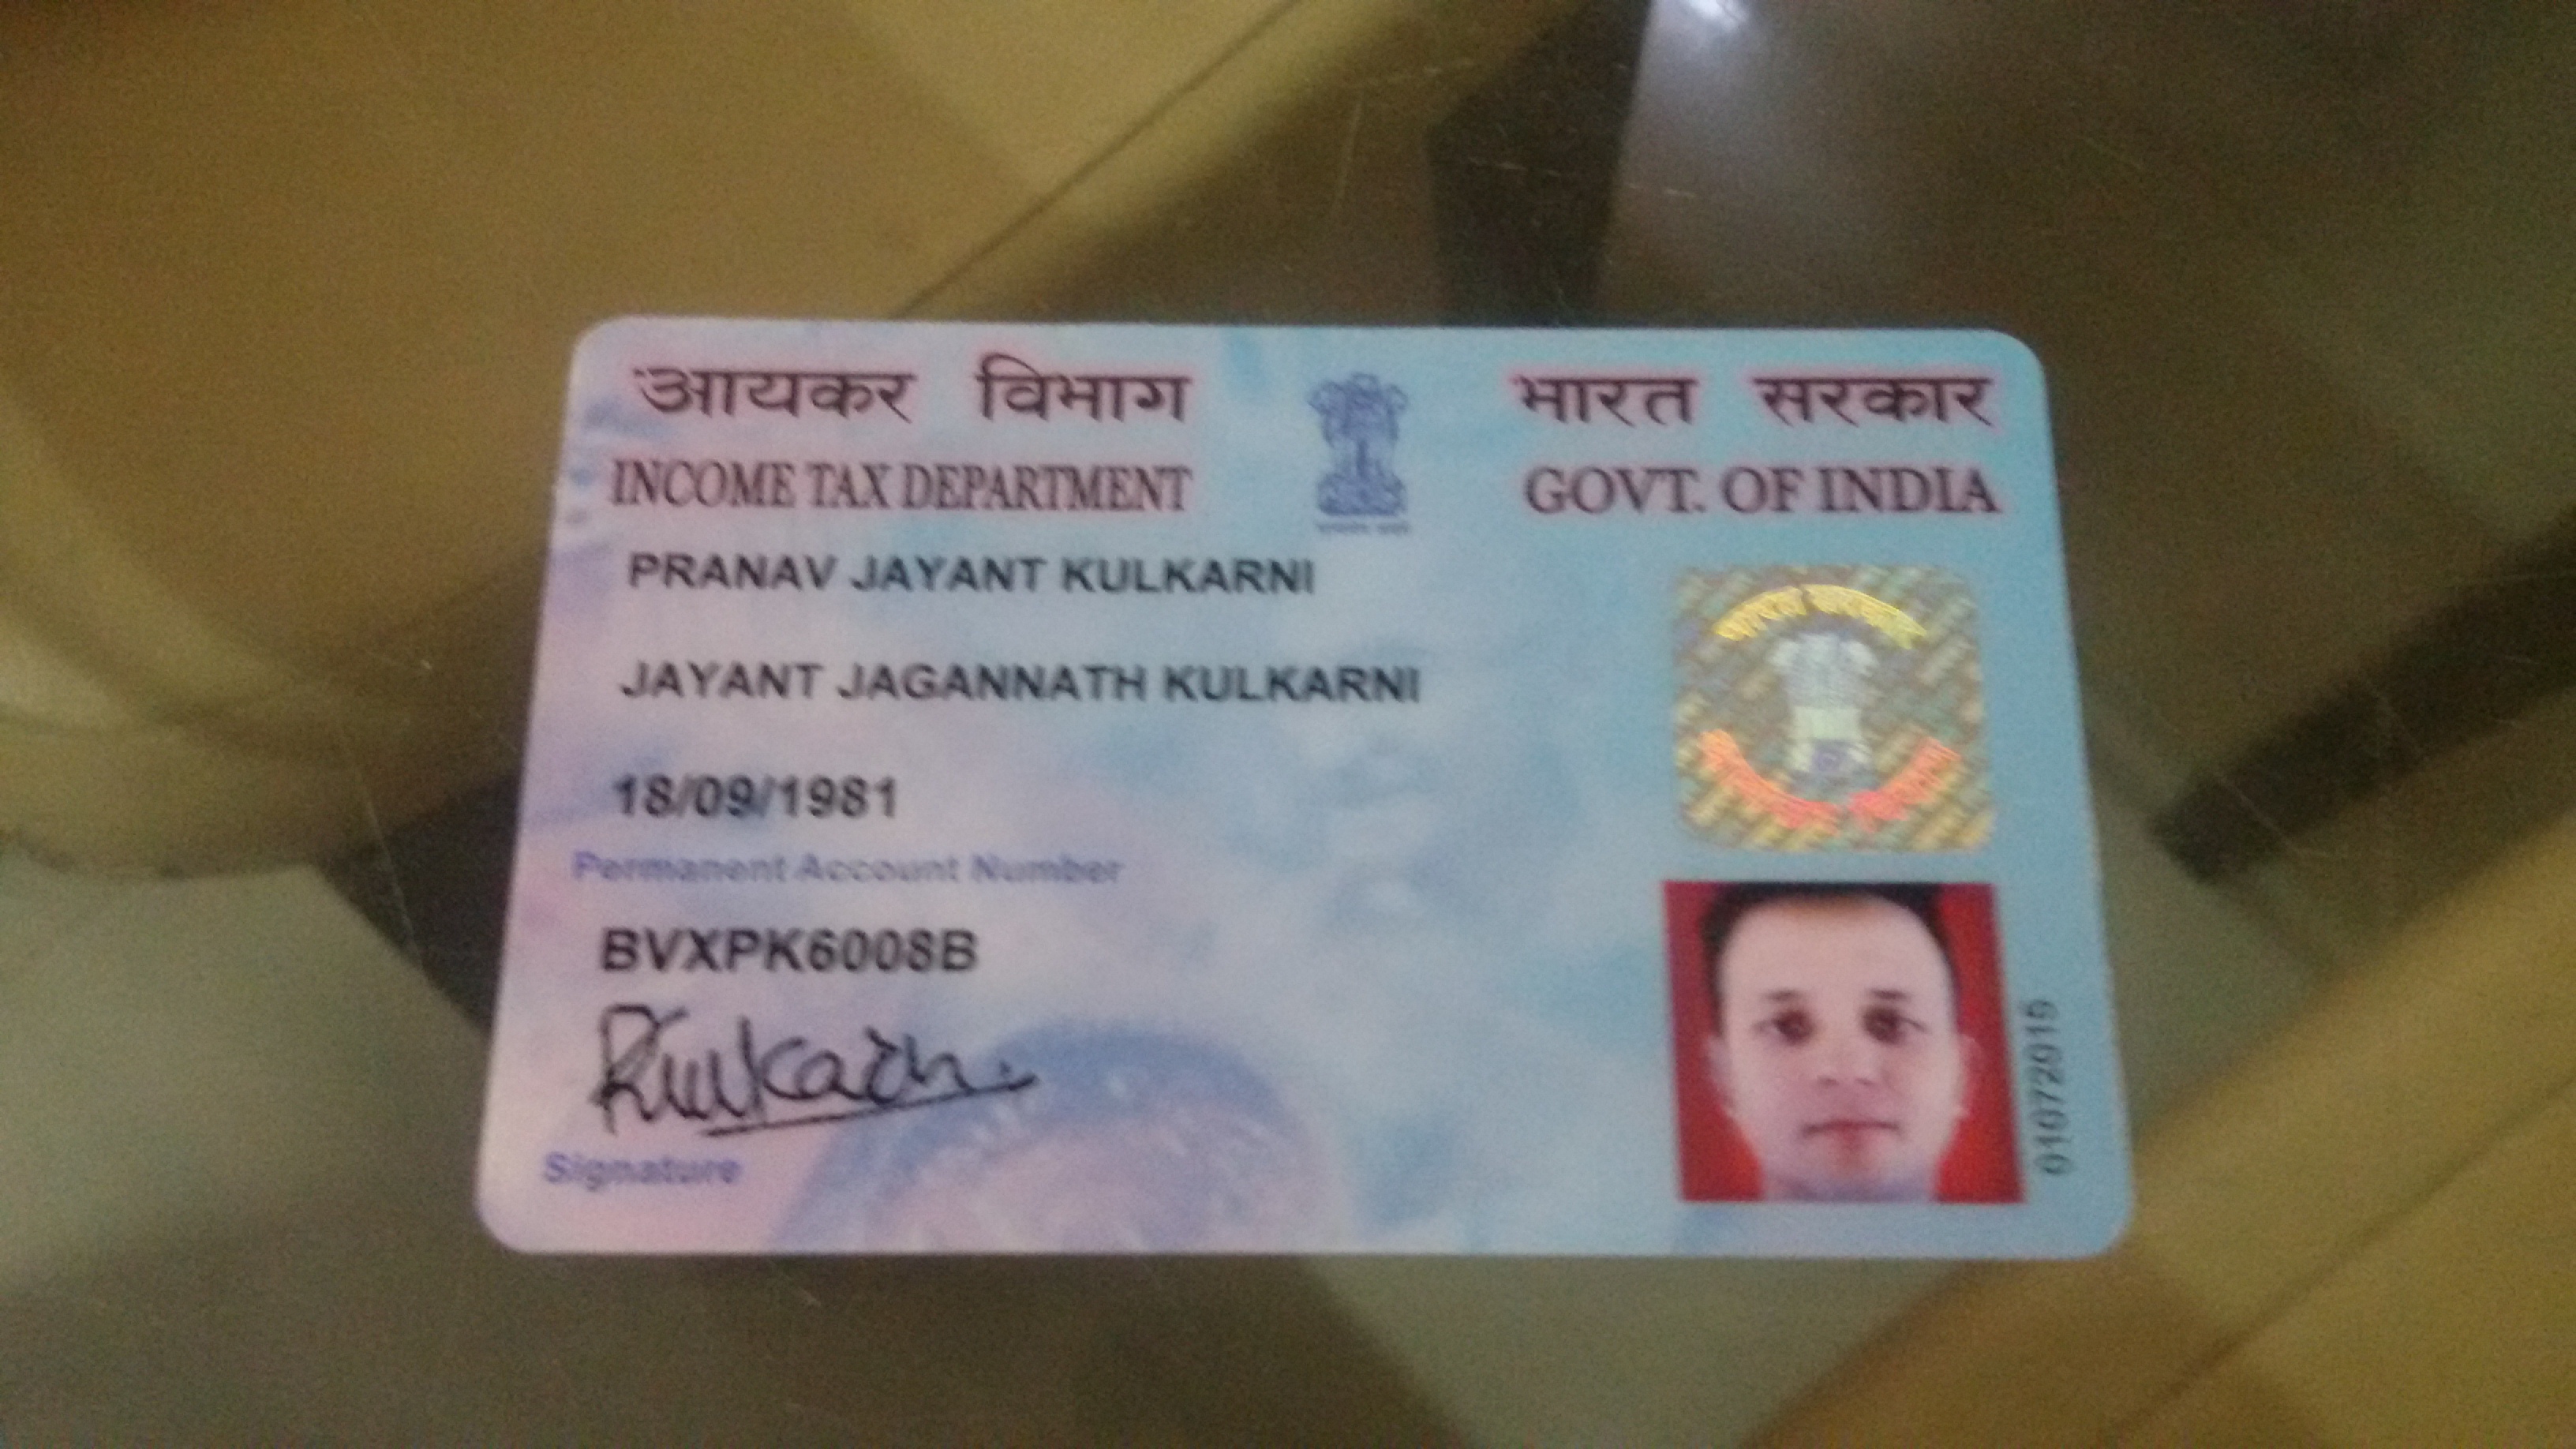 आयकर विभाग
भारत सरकार
INCOME TAX DEPARTMENT
GOVT. OF INDIA
PRANAV JAYANT KULKARNI
JAYANT JAGANNATH KULKARNI
18/09/1981
Permanent Account Number
BVXPK6008B
Signature
01072015